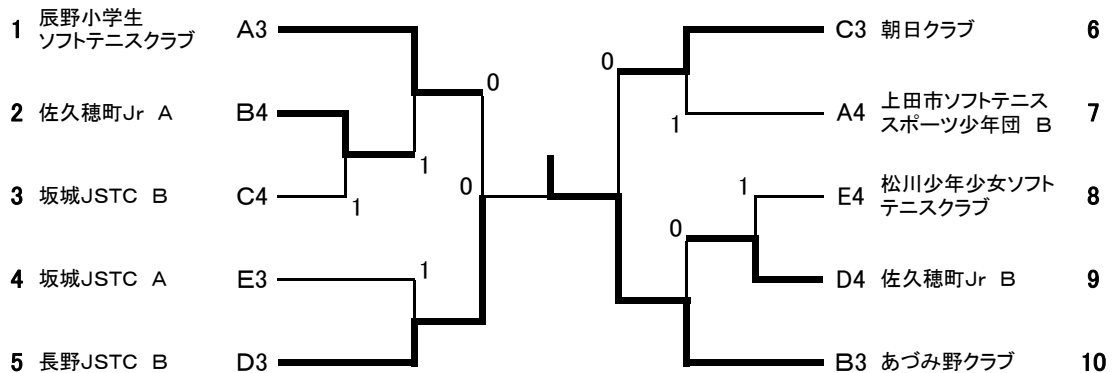 1 辰野小学生
ソフトテニスクラブ A3
2 佐久穂町Jr A B4
3 坂城JSTC B C4
4 坂城JSTC A E3
5 長野JSTC B D3
0
1
1
0
1
0
1
1
0
C3 朝日クラブ 6
A4 上田市ソフトテニス
スポーツ少年団 B 7
E4 松川少年少女ソフト
テニスクラブ 8
D4 佐久穂町Jr B 9
B3 あづみ野クラブ 10